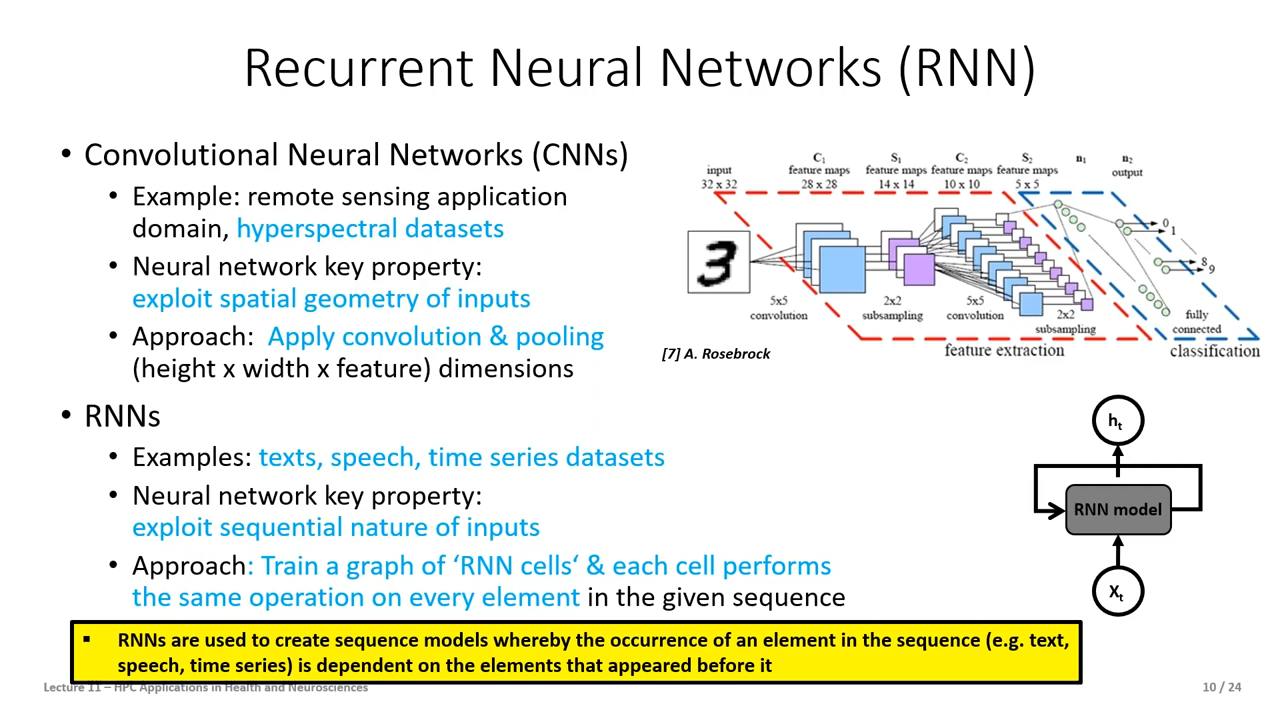 Recurrent Neural Networks (RNN)
• Convolutional Neural Networks (CNNs)
• Example: remote sensing application
domain, hyperspectral datasets
• Neural network key property:
exploit spatial geometry of inputs
• Approach: Apply convolution & pooling
(height x width x feature) dimensions
input
32 x 32
C1
feature maps
28 x 28
S1
feature maps
14 x 14
C2
feature maps
10 x 10
S2
feature maps
5 x 5
n1
n2
output
3
0
1
8
9
5x5
convolution
2x2
subsampling
5x5
convolution
2x2
subsampling
fully
connected
feature extraction
classification
[7] A. Rosebrock
• RNNs
• Examples: texts, speech, time series datasets
• Neural network key property:
exploit sequential nature of inputs
• Approach: Train a graph of ‘RNN cells‘ & each cell performs
the same operation on every element in the given sequence
ht
RNN model
Xt
▪ RNNs are used to create sequence models whereby the occurrence of an element in the sequence (e.g. text,
speech, time series) is dependent on the elements that appeared before it
Lecture 11 – HPC Applications in Health and Neurosciences
10 / 24